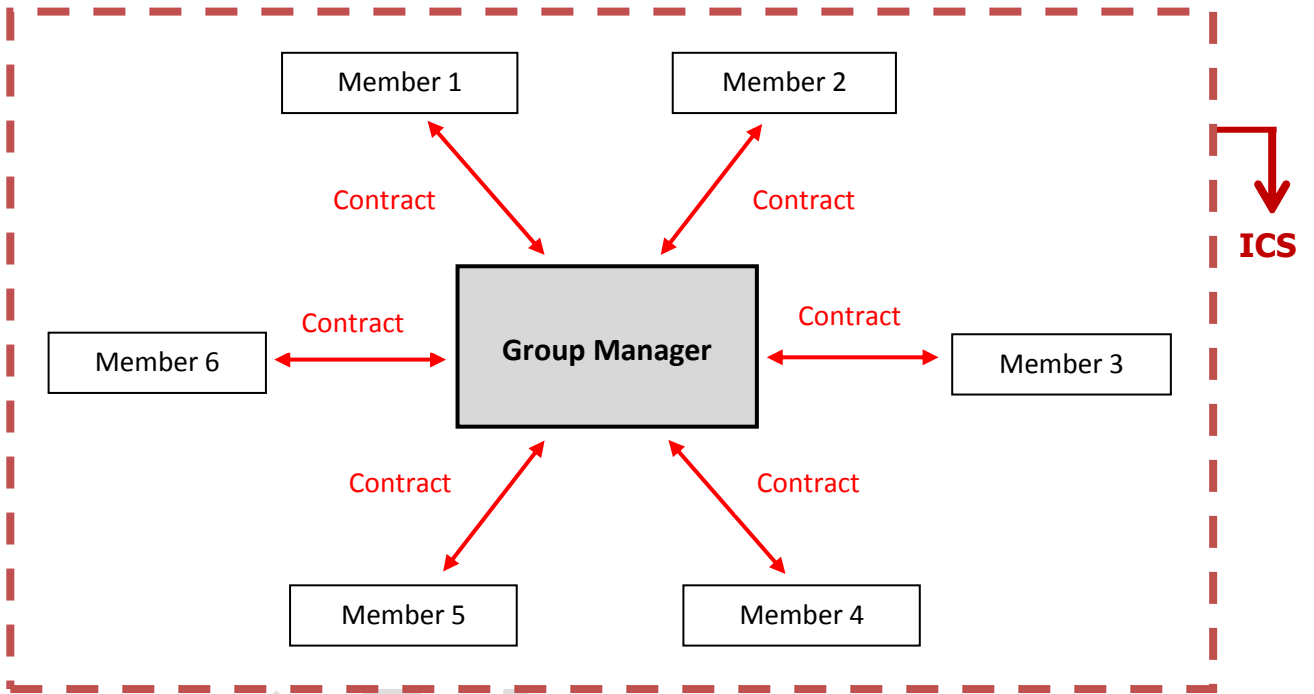 Member 1
Member 2
Contract
Contract
ICS
Contract
Contract
Member 6
Group Manager
Member 3
Contract
Contract
Member 5
Member 4